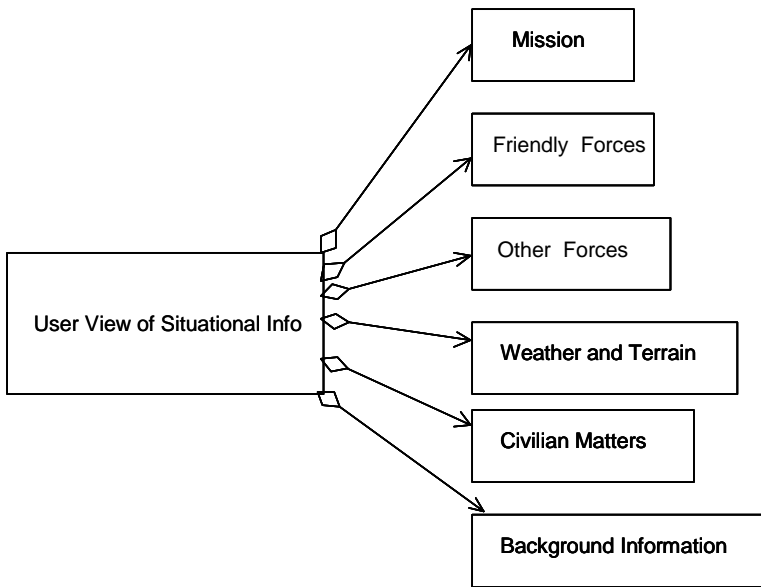 Mission
Friendly Forces
Other Forces
User View of Situational Info
Weather and Terrain
Civilian Matters
Background Information